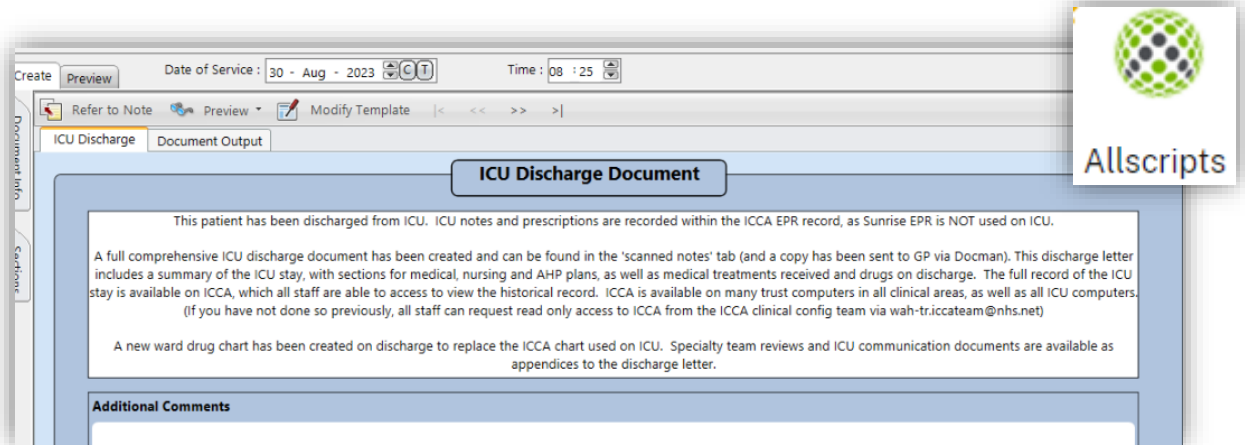 Allscripts
Create
Preview
Date of Service : 30 - Aug - 2023 C T
Time : 08 : 25
Refer to Note Preview Modify Template |< << >> >|
Document Info
Sections
ICU Discharge
Document Output
ICU Discharge Document
This patient has been discharged from ICU. ICU notes and prescriptions are recorded within the ICCA EPR record, as Sunrise EPR is NOT used on ICU.
A full comprehensive ICU discharge document has been created and can be found in the 'scanned notes' tab (and a copy has been sent to GP via Docman). This discharge letter
includes a summary of the ICU stay, with sections for medical, nursing and AHP plans, as well as medical treatments received and drugs on discharge. The full record of the ICU
stay is available on ICCA, which all staff are able to access to view the historical record. ICCA is available on many trust computers in all clinical areas, as well as all ICU computers.
(If you have not done so previously, all staff can request read only access to ICCA from the ICCA clinical config team via wah-tr.iccateam@nhs.net)
A new ward drug chart has been created on discharge to replace the ICCA chart used on ICU. Specialty team reviews and ICU communication documents are available as
appendices to the discharge letter.
Additional Comments